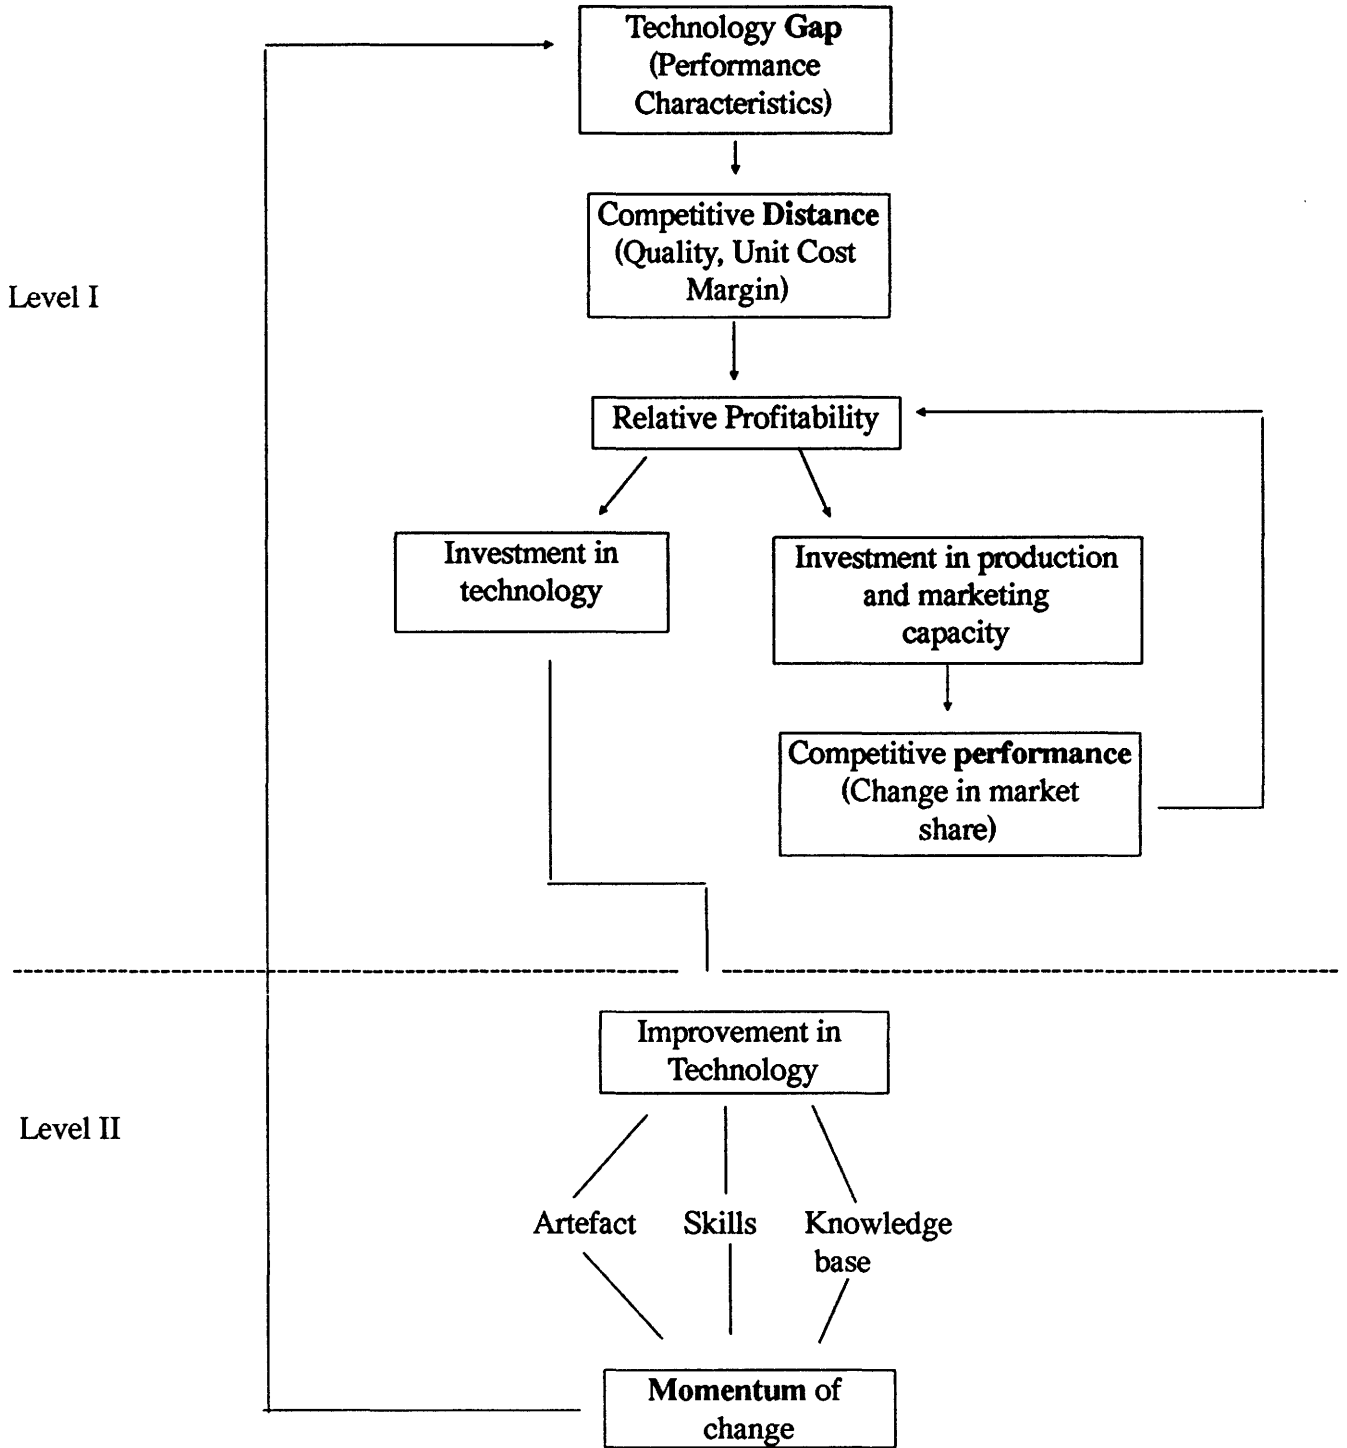 Technology Gap
(Performance
Characteristics)
Competitive Distance
(Quality, Unit Cost
Margin)
Level I
Relative Profitability
Investment in
technology
Investment in production
and marketing
capacity
Competitive performance
(Change in market
share)
Improvement in
Technology
Level II
Artefact
Skills
Knowledge
base
Momentum of
change